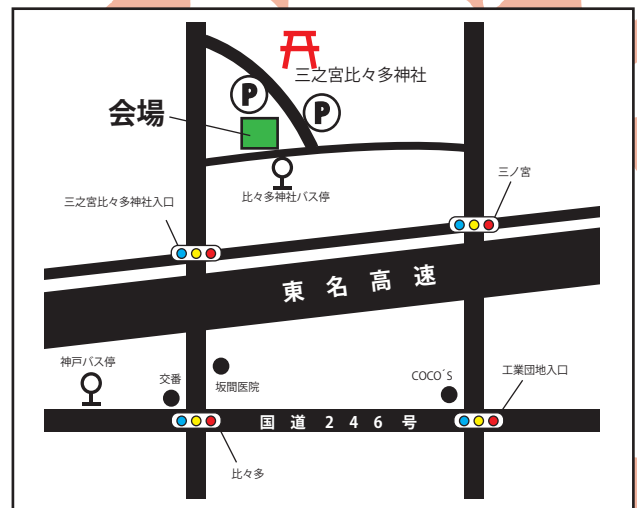 三之宮比々多神社
P
P
会場
三ノ宮
比々多神社バス停
三之宮比々多神社入口
東名高速
神戸バス停
交番
坂間医院
COCO´S
工業団地入口
国道246号
比々多